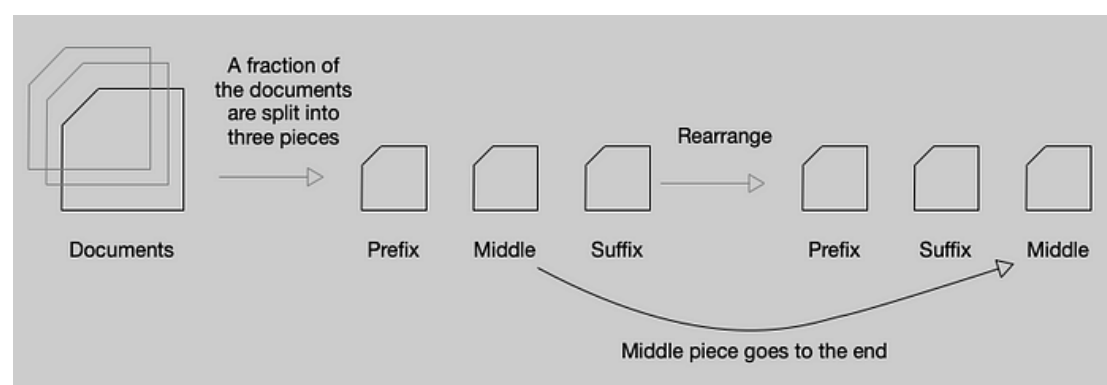 A fraction of
the documents
are split into
three pieces
Rearrange
Documents
Prefix
Middle
Suffix
Prefix
Suffix
Middle
Middle piece goes to the end